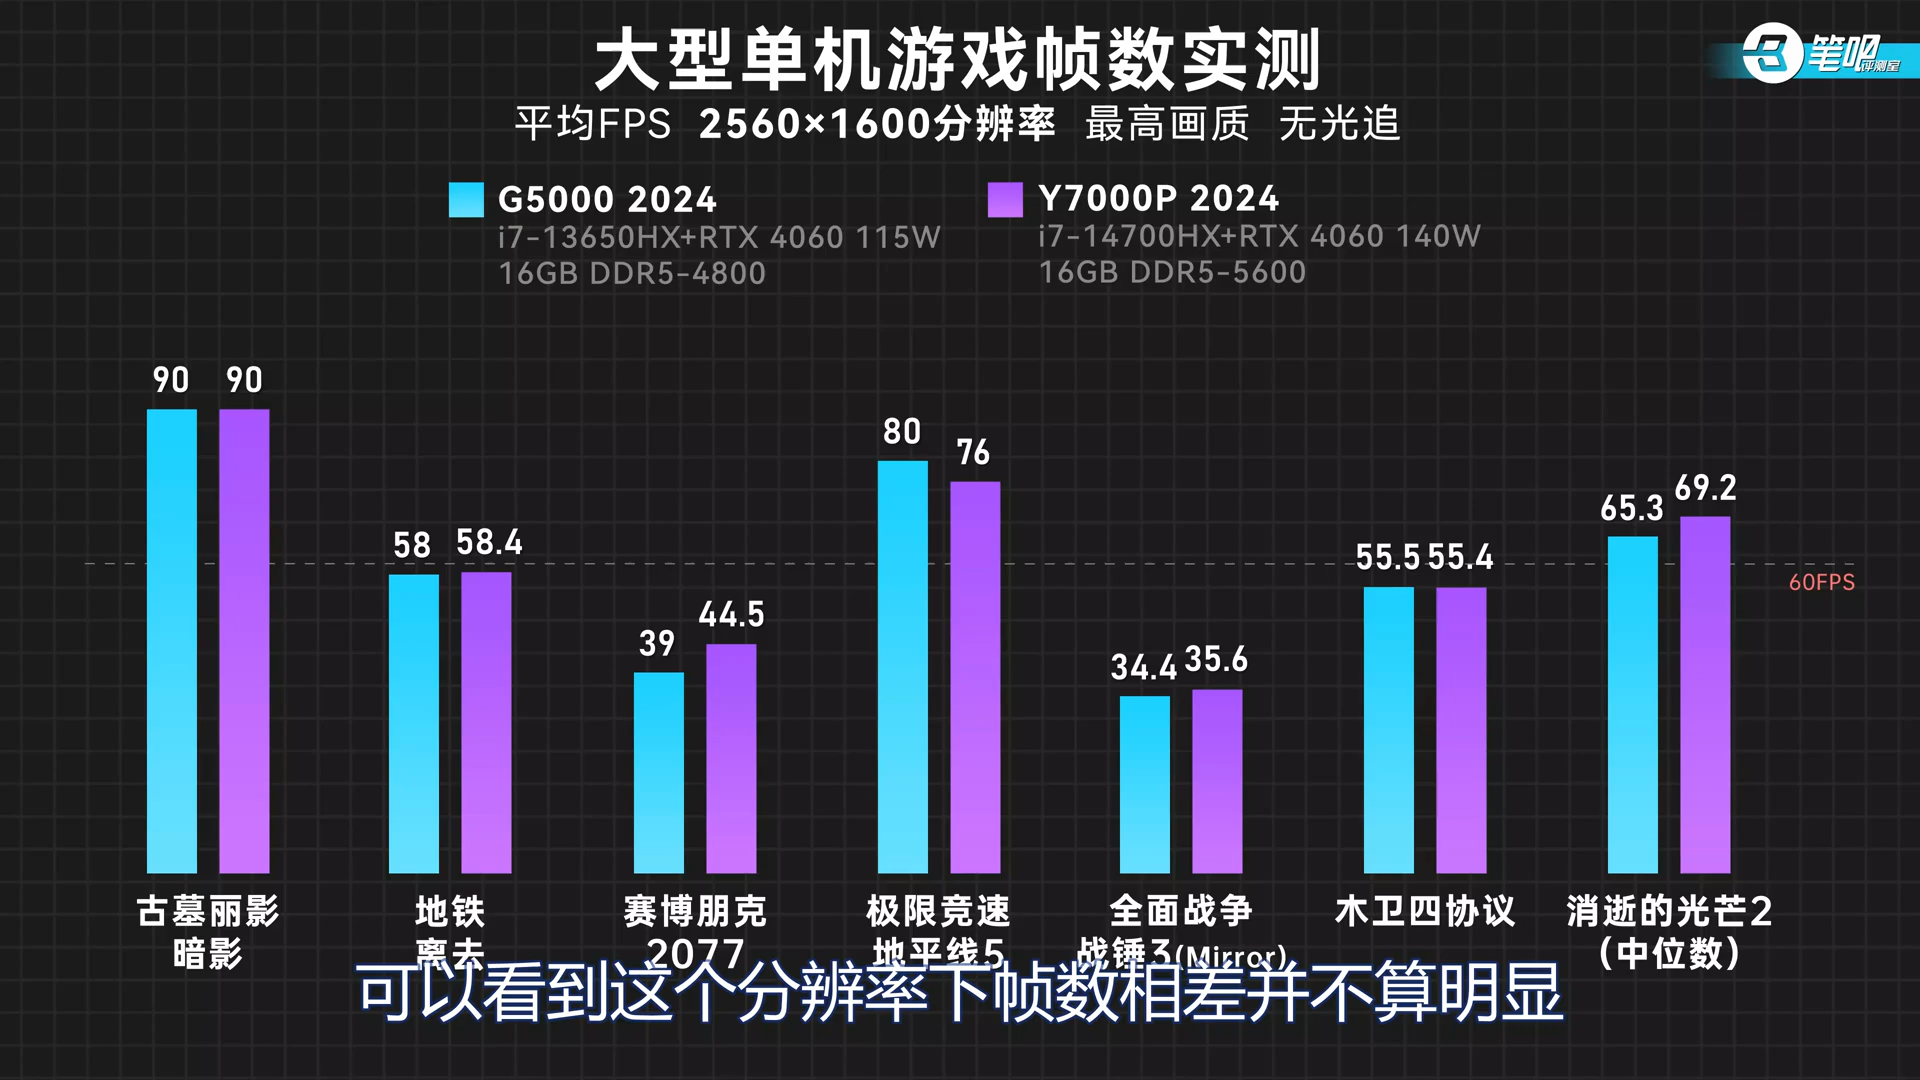 大型单机游戏帧数实测
笔吧评测室
平均FPS 2560×1600分辨率 最高画质 无光追
G5000 2024
i7-13650HX+RTX 4060 115W
16GB DDR5-4800
Y7000P 2024
i7-14700HX+RTX 4060 140W
16GB DDR5-5600
90 90
58 58.4
39 44.5
80 76
34.4 35.6
55.5 55.4
65.3 69.2
60FPS
古墓丽影
暗影
地铁
离去
赛博朋克
2077
极限竞速
地平线5
全面战争
战锤3(Mirror)
木卫四协议
消逝的光芒2
(中位数)
可以看到这个分辨率下帧数相差并不算明显